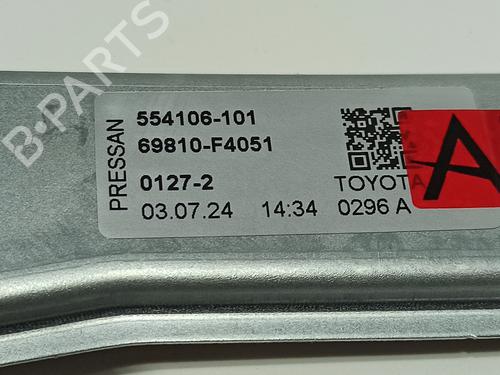 B-PARTS
PRESSAN
554106-101
69810-F4051
0127-2 TOYOTA
03.07.24 14:34 0296 A
A